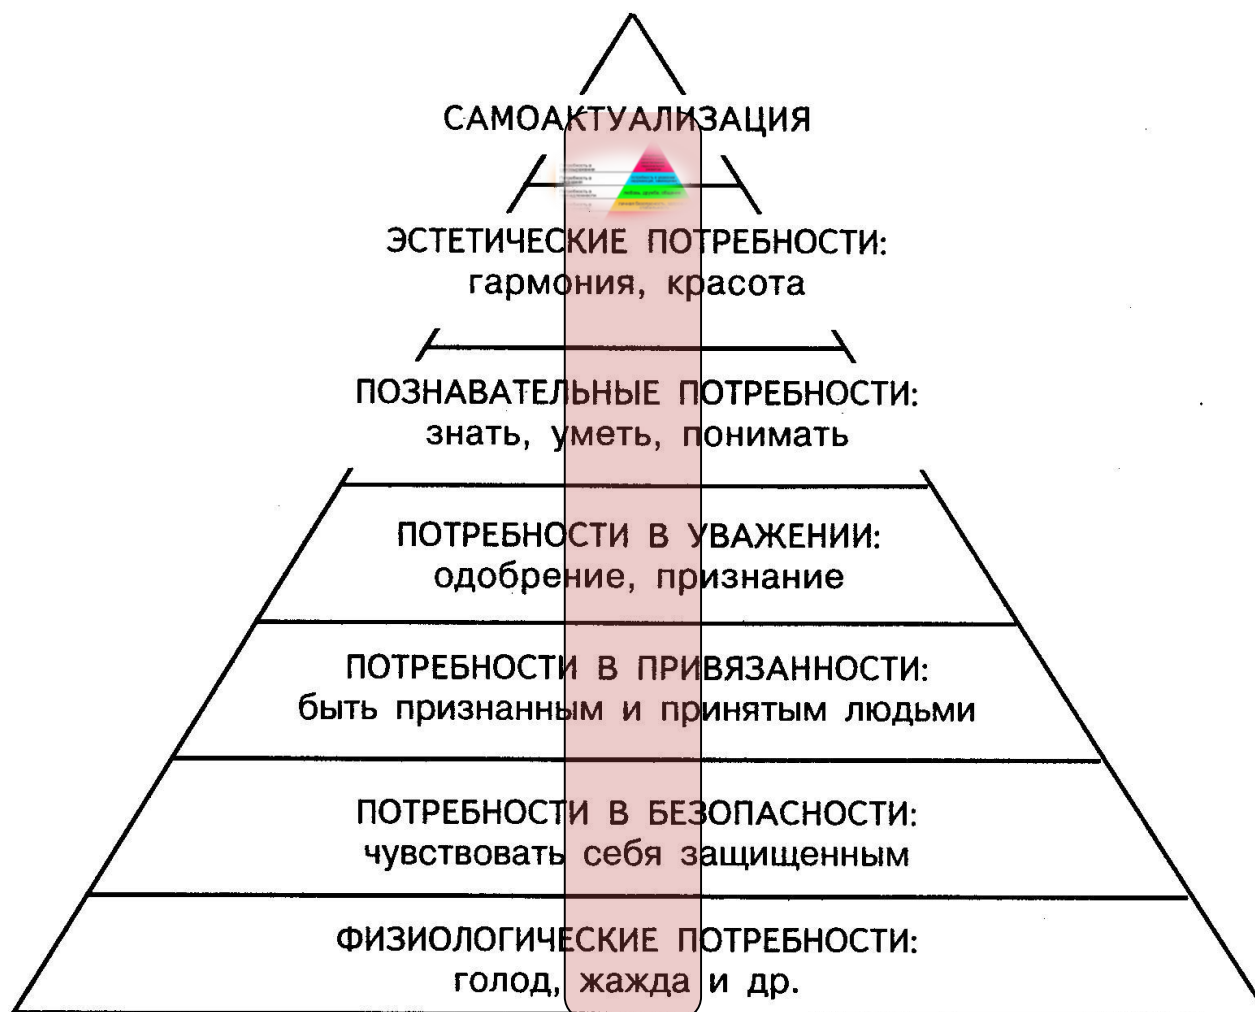 САМОАКТУАЛИЗАЦИЯ
ЭСТЕТИЧЕСКИЕ ПОТРЕБНОСТИ:
гармония, красота
ПОЗНАВАТЕЛЬНЫЕ ПОТРЕБНОСТИ:
знать, уметь, понимать
ПОТРЕБНОСТИ В УВАЖЕНИИ:
одобрение, признание
ПОТРЕБНОСТИ В ПРИВЯЗАННОСТИ:
быть признанным и принятым людьми
ПОТРЕБНОСТИ В БЕЗОПАСНОСТИ:
чувствовать себя защищенным
ФИЗИОЛОГИЧЕСКИЕ ПОТРЕБНОСТИ:
голод, жажда и др.